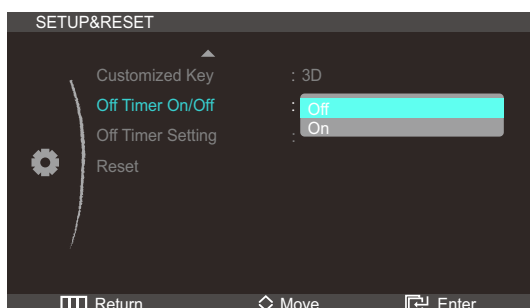 SETUP&RESET
Customized Key : 3D
Off Timer On/Off : Off
On
Off Timer Setting :
Reset
Return Move Enter